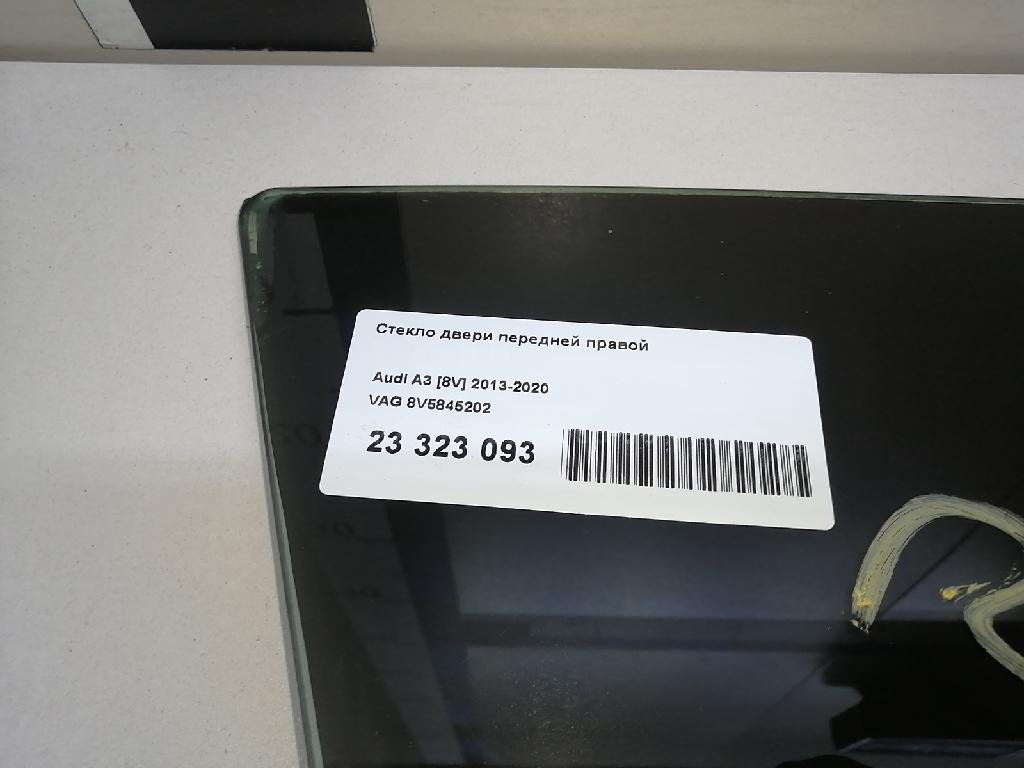 Стекло двери передней правой
Audi A3 [8V] 2013-2020
VAG 8V5845202
23 323 093